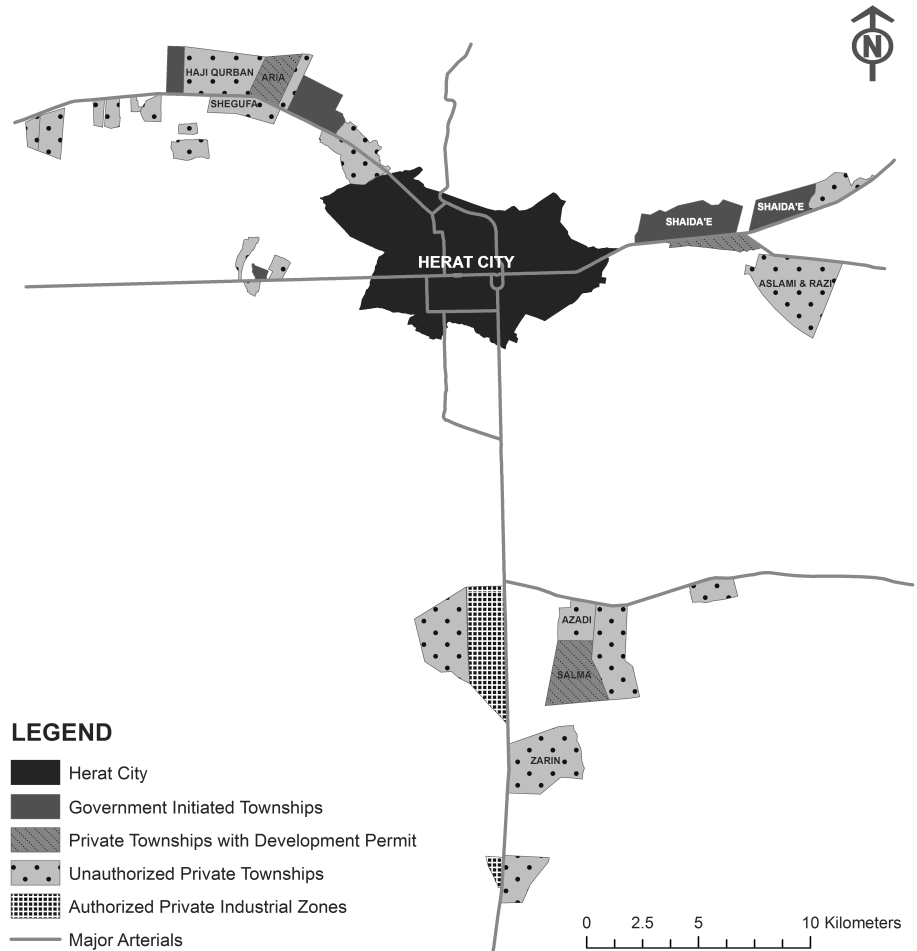 N
HAJI QURBAN
ARIA
SHEGUFA
SHAIDA'E
SHAIDA'E
HERAT CITY
ASLAMI & RAZI
AZADI
SALMA
ZARIN
LEGEND
Herat City
Government Initiated Townships
Private Townships with Development Permit
Unauthorized Private Townships
Authorized Private Industrial Zones
Major Arterials
0 2.5 5 10 Kilometers